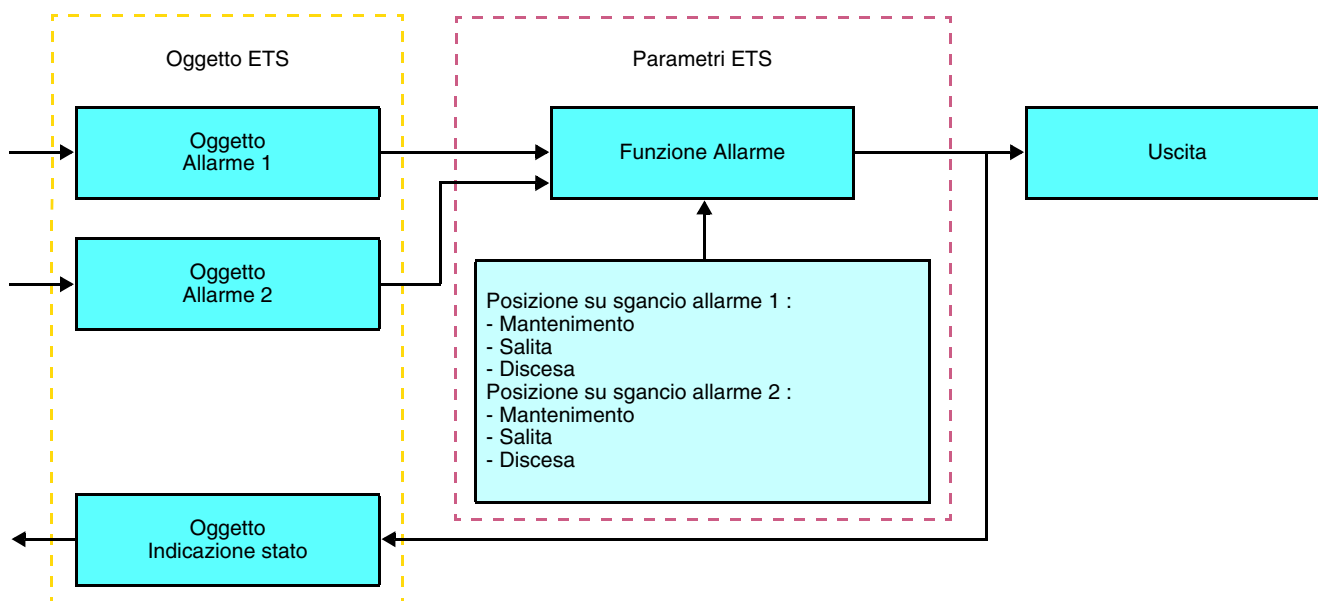 Oggetto ETS
Parametri ETS
Oggetto
Allarme 1
Funzione Allarme
Uscita
Oggetto
Allarme 2
Posizione su sgancio allarme 1 :
- Mantenimento
- Salita
- Discesa
Posizione su sgancio allarme 2 :
- Mantenimento
- Salita
- Discesa
Oggetto
Indicazione stato